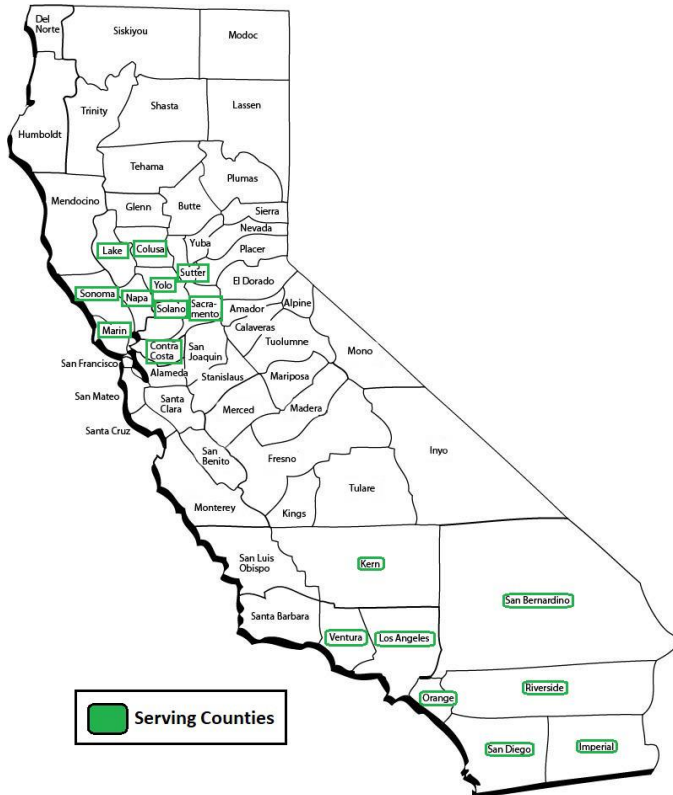 Del
Norte
Siskiyou
Modoc
Humboldt
Trinity
Shasta
Lassen
Tehama
Plumas
Mendocino
Glenn
Butte
Sierra
Nevada
Lake
Colusa
Yuba
Placer
Sutter
El Dorado
Sonoma
Napa
Yolo
Solano
Sacra-
mento
Amador
Alpine
Calaveras
Marin
Contra
Costa
San
Joaquin
Tuolumne
Mono
San Francisco
Alameda
Stanislaus
Mariposa
San Mateo
Santa
Clara
Merced
Madera
Santa Cruz
San
Benito
Fresno
Inyo
Tulare
Monterey
Kings
San Luis
Obispo
Kern
San Bernardino
Santa Barbara
Ventura
Los Angeles
Orange
Riverside
San Diego
Imperial
Serving Counties